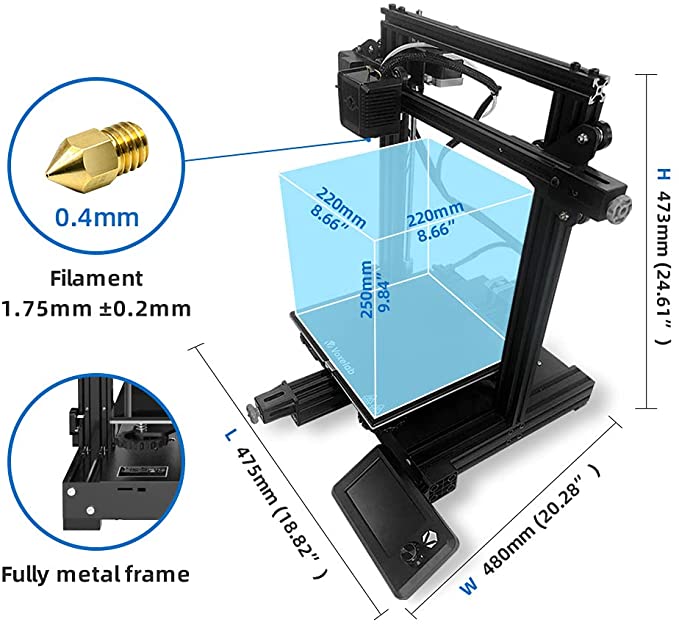 0.4mm
Filament
1.75mm ±0.2mm
Fully metal frame
220mm
8.66”
220mm
8.66”
250mm
9.84”
Voxelab
H 473mm (24.61”)
L 475mm (18.82”)
W 480mm (20.28”)